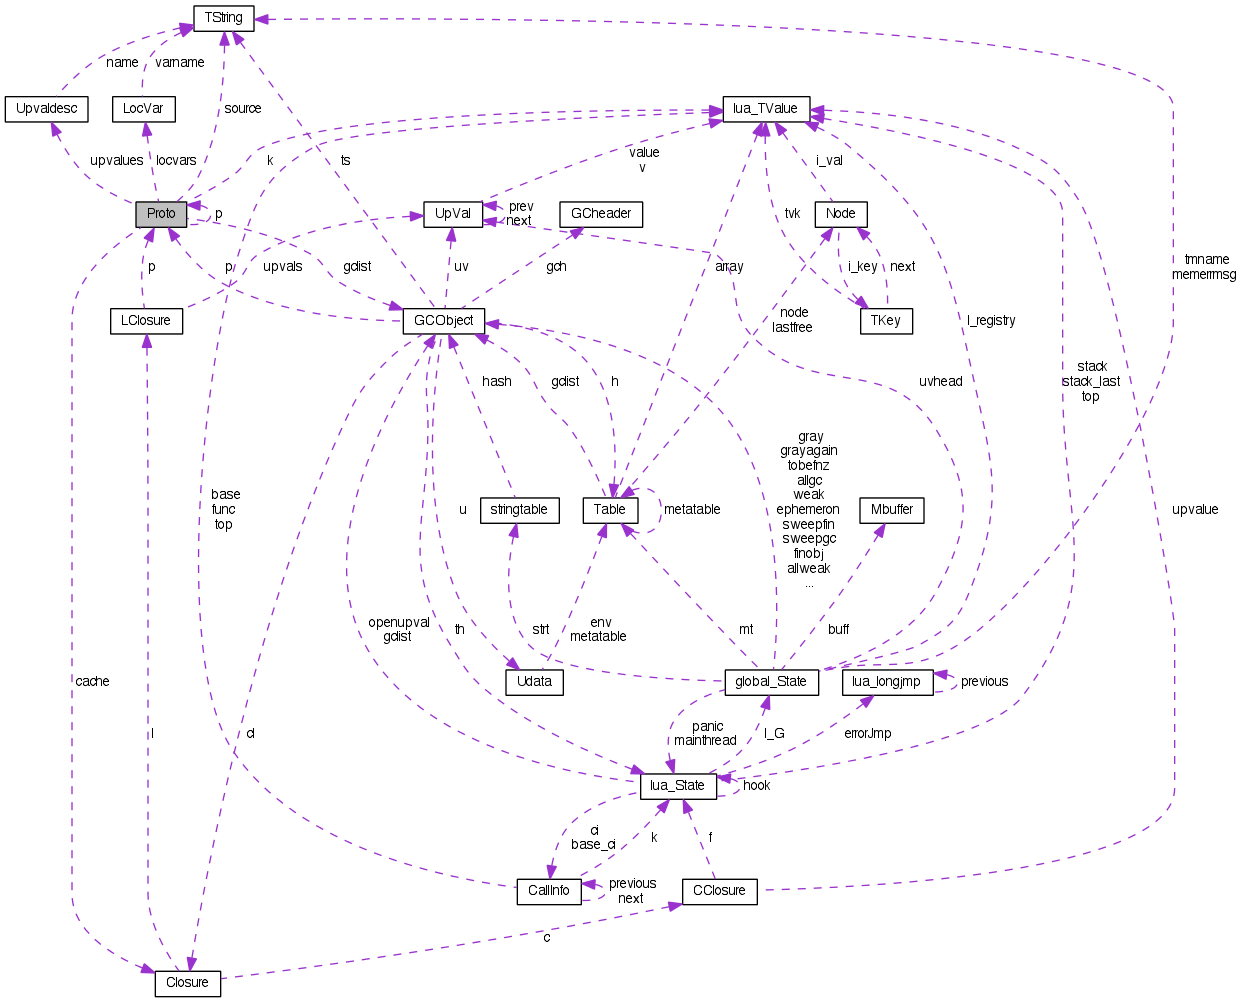 TString
name
varname
Upvaldesc
LocVar
source
lua_TValue
upvalues
locvars
k
ts
value
v
i_val
Proto
p
UpVal
prev
next
GCheader
tvk
Node
p
p
upvals
gdist
uv
gch
array
i_key
next
tmname
memerrmsg
LClosure
GCObject
node
lastfree
TKey
l_registry
hash
gdist
h
uvhead
stack
stack_last
top
gray
grayagain
tobefnz
allgc
weak
ephemeron
sweepfin
sweepgc
finobj
allweak
...
base
func
top
u
stringtable
Table
metatable
Mbuffer
upvalue
openupval
gdist
th
strt
env
metatable
mt
buff
cache
Udata
global_State
lua_longjmp
previous
l
cl
panic
mainthread
l_G
errorJmp
lua_State
hook
ci
base_ci
k
f
CallInfo
previous
next
CClosure
c
Closure